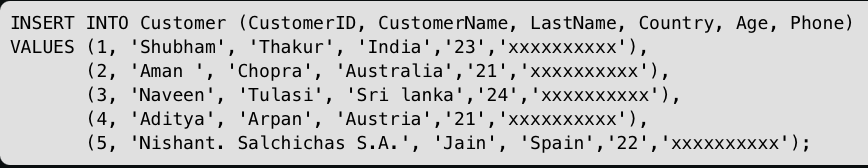 INSERT INTO Customer (CustomerID, CustomerName, LastName, Country, Age, Phone)
VALUES (1, 'Shubham', 'Thakur', 'India','23','xxxxxxxxxx'),
(2, 'Aman ', 'Chopra', 'Australia','21','xxxxxxxxxx'),
(3, 'Naveen', 'Tulasi', 'Sri lanka','24','xxxxxxxxxx'),
(4, 'Aditya', 'Arpan', 'Austria','21','xxxxxxxxxx'),
(5, 'Nishant. Salchichas S.A.', 'Jain', 'Spain','22','xxxxxxxxxx');